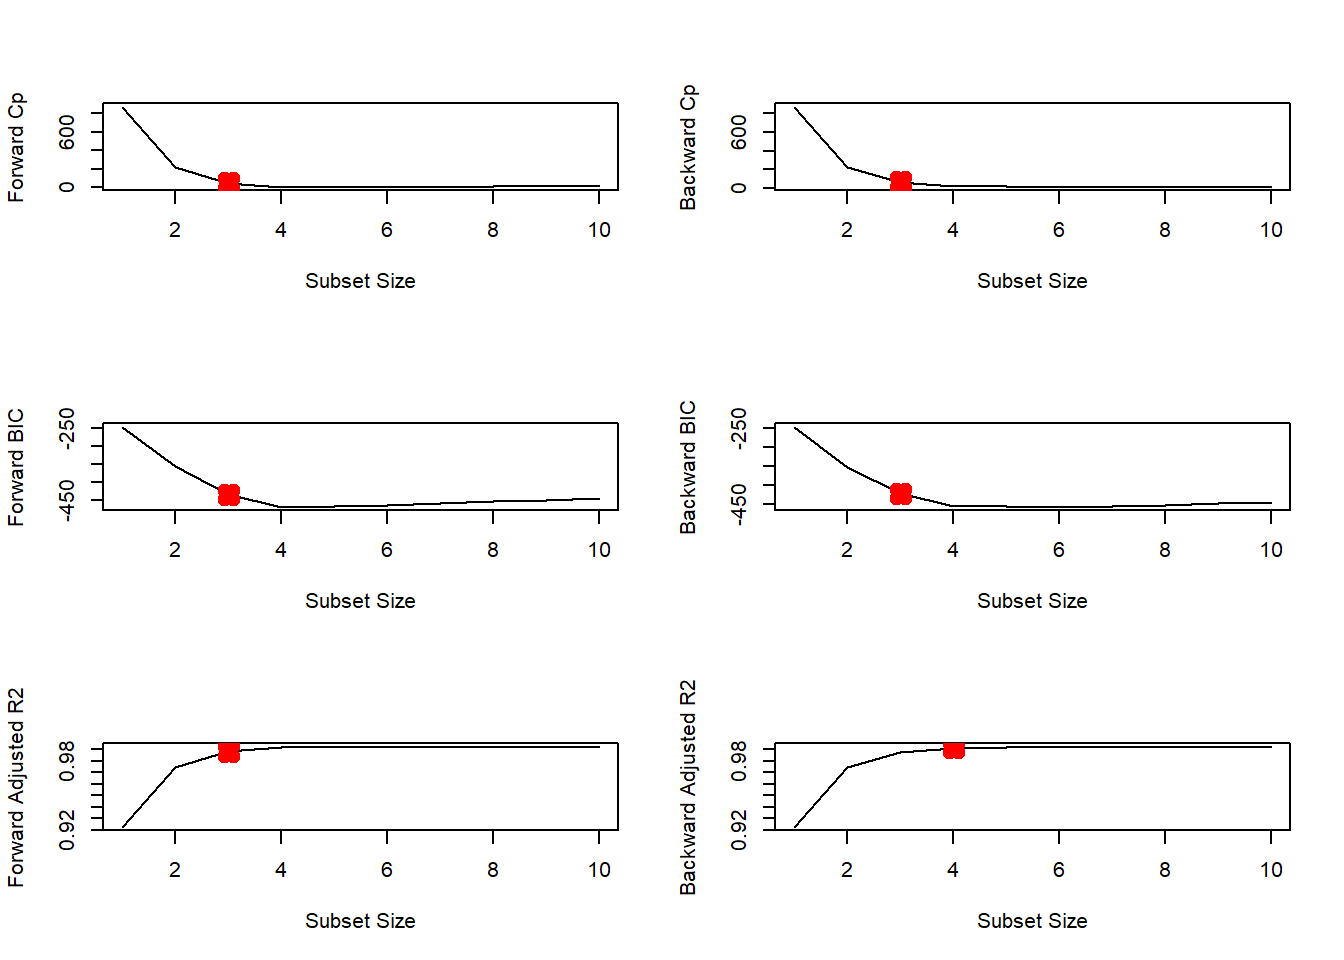 Forward Cp
600
0
2 4 6 8 10
Subset Size
Backward Cp
600
0
2 4 6 8 10
Subset Size
Forward BIC
-250
-450
2 4 6 8 10
Subset Size
Backward BIC
-250
-450
2 4 6 8 10
Subset Size
Forward Adjusted R2
0.98
0.92
2 4 6 8 10
Subset Size
Backward Adjusted R2
0.98
0.92
2 4 6 8 10
Subset Size